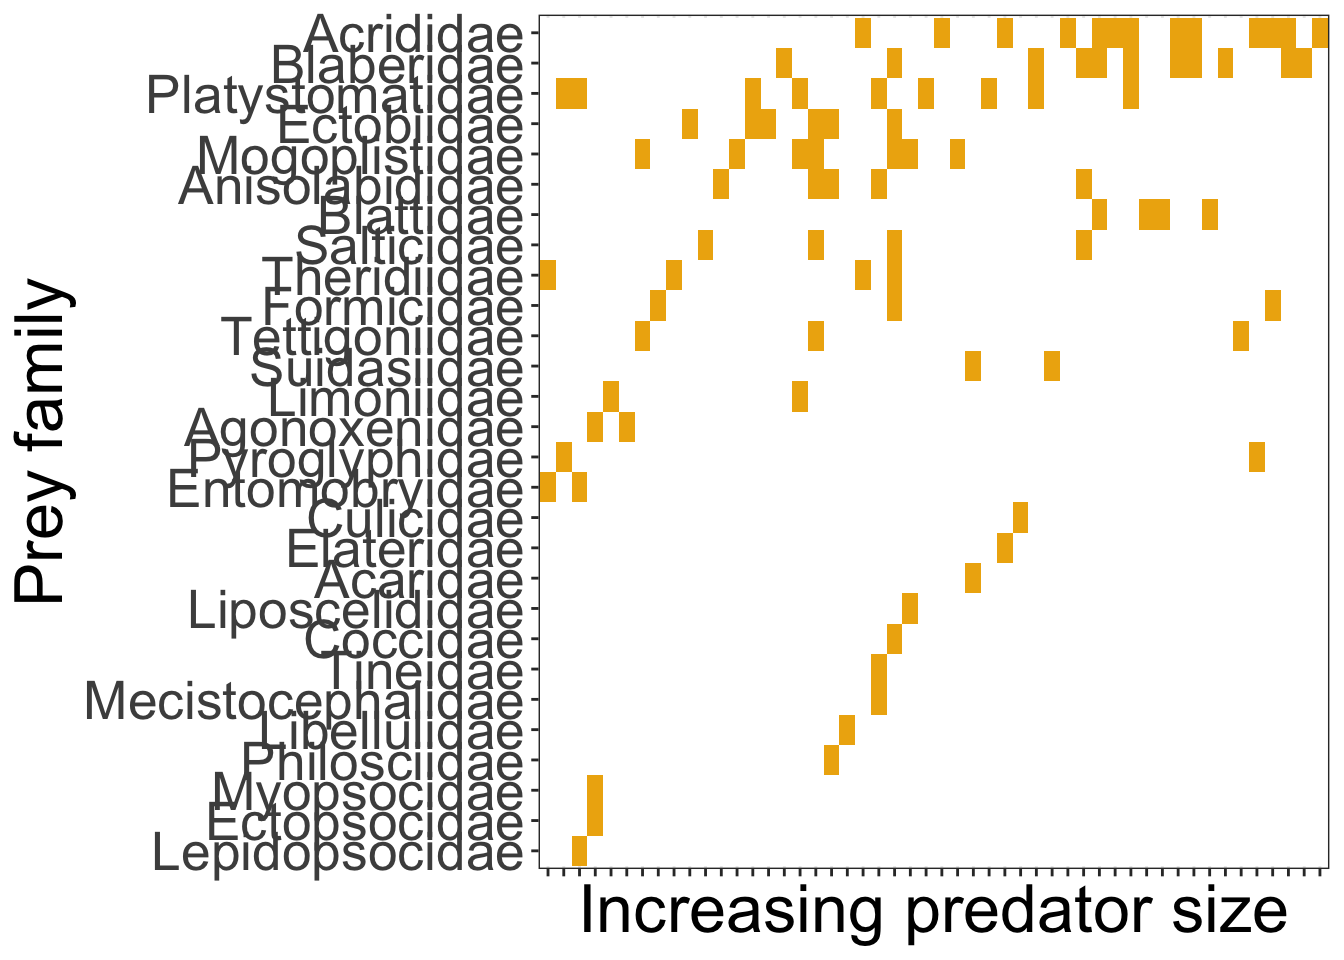 Prey family
Acrididae
Blaberidae
Platystomatidae
Ectobiidae
Mogoplistidae
Anisolabididae
Blattidae
Salticidae
Theridiidae
Formicidae
Tettigoniidae
Suidasiidae
Limoniidae
Agonoxenidae
Pyroglyphidae
Entomobryidae
Culicidae
Elateridae
Acaridae
Liposcelididae
Coccidae
Tineidae
Mecistocephalidae
Libellulidae
Philosciidae
Myopsocidae
Ectopsocidae
Lepidopsocidae
Increasing predator size